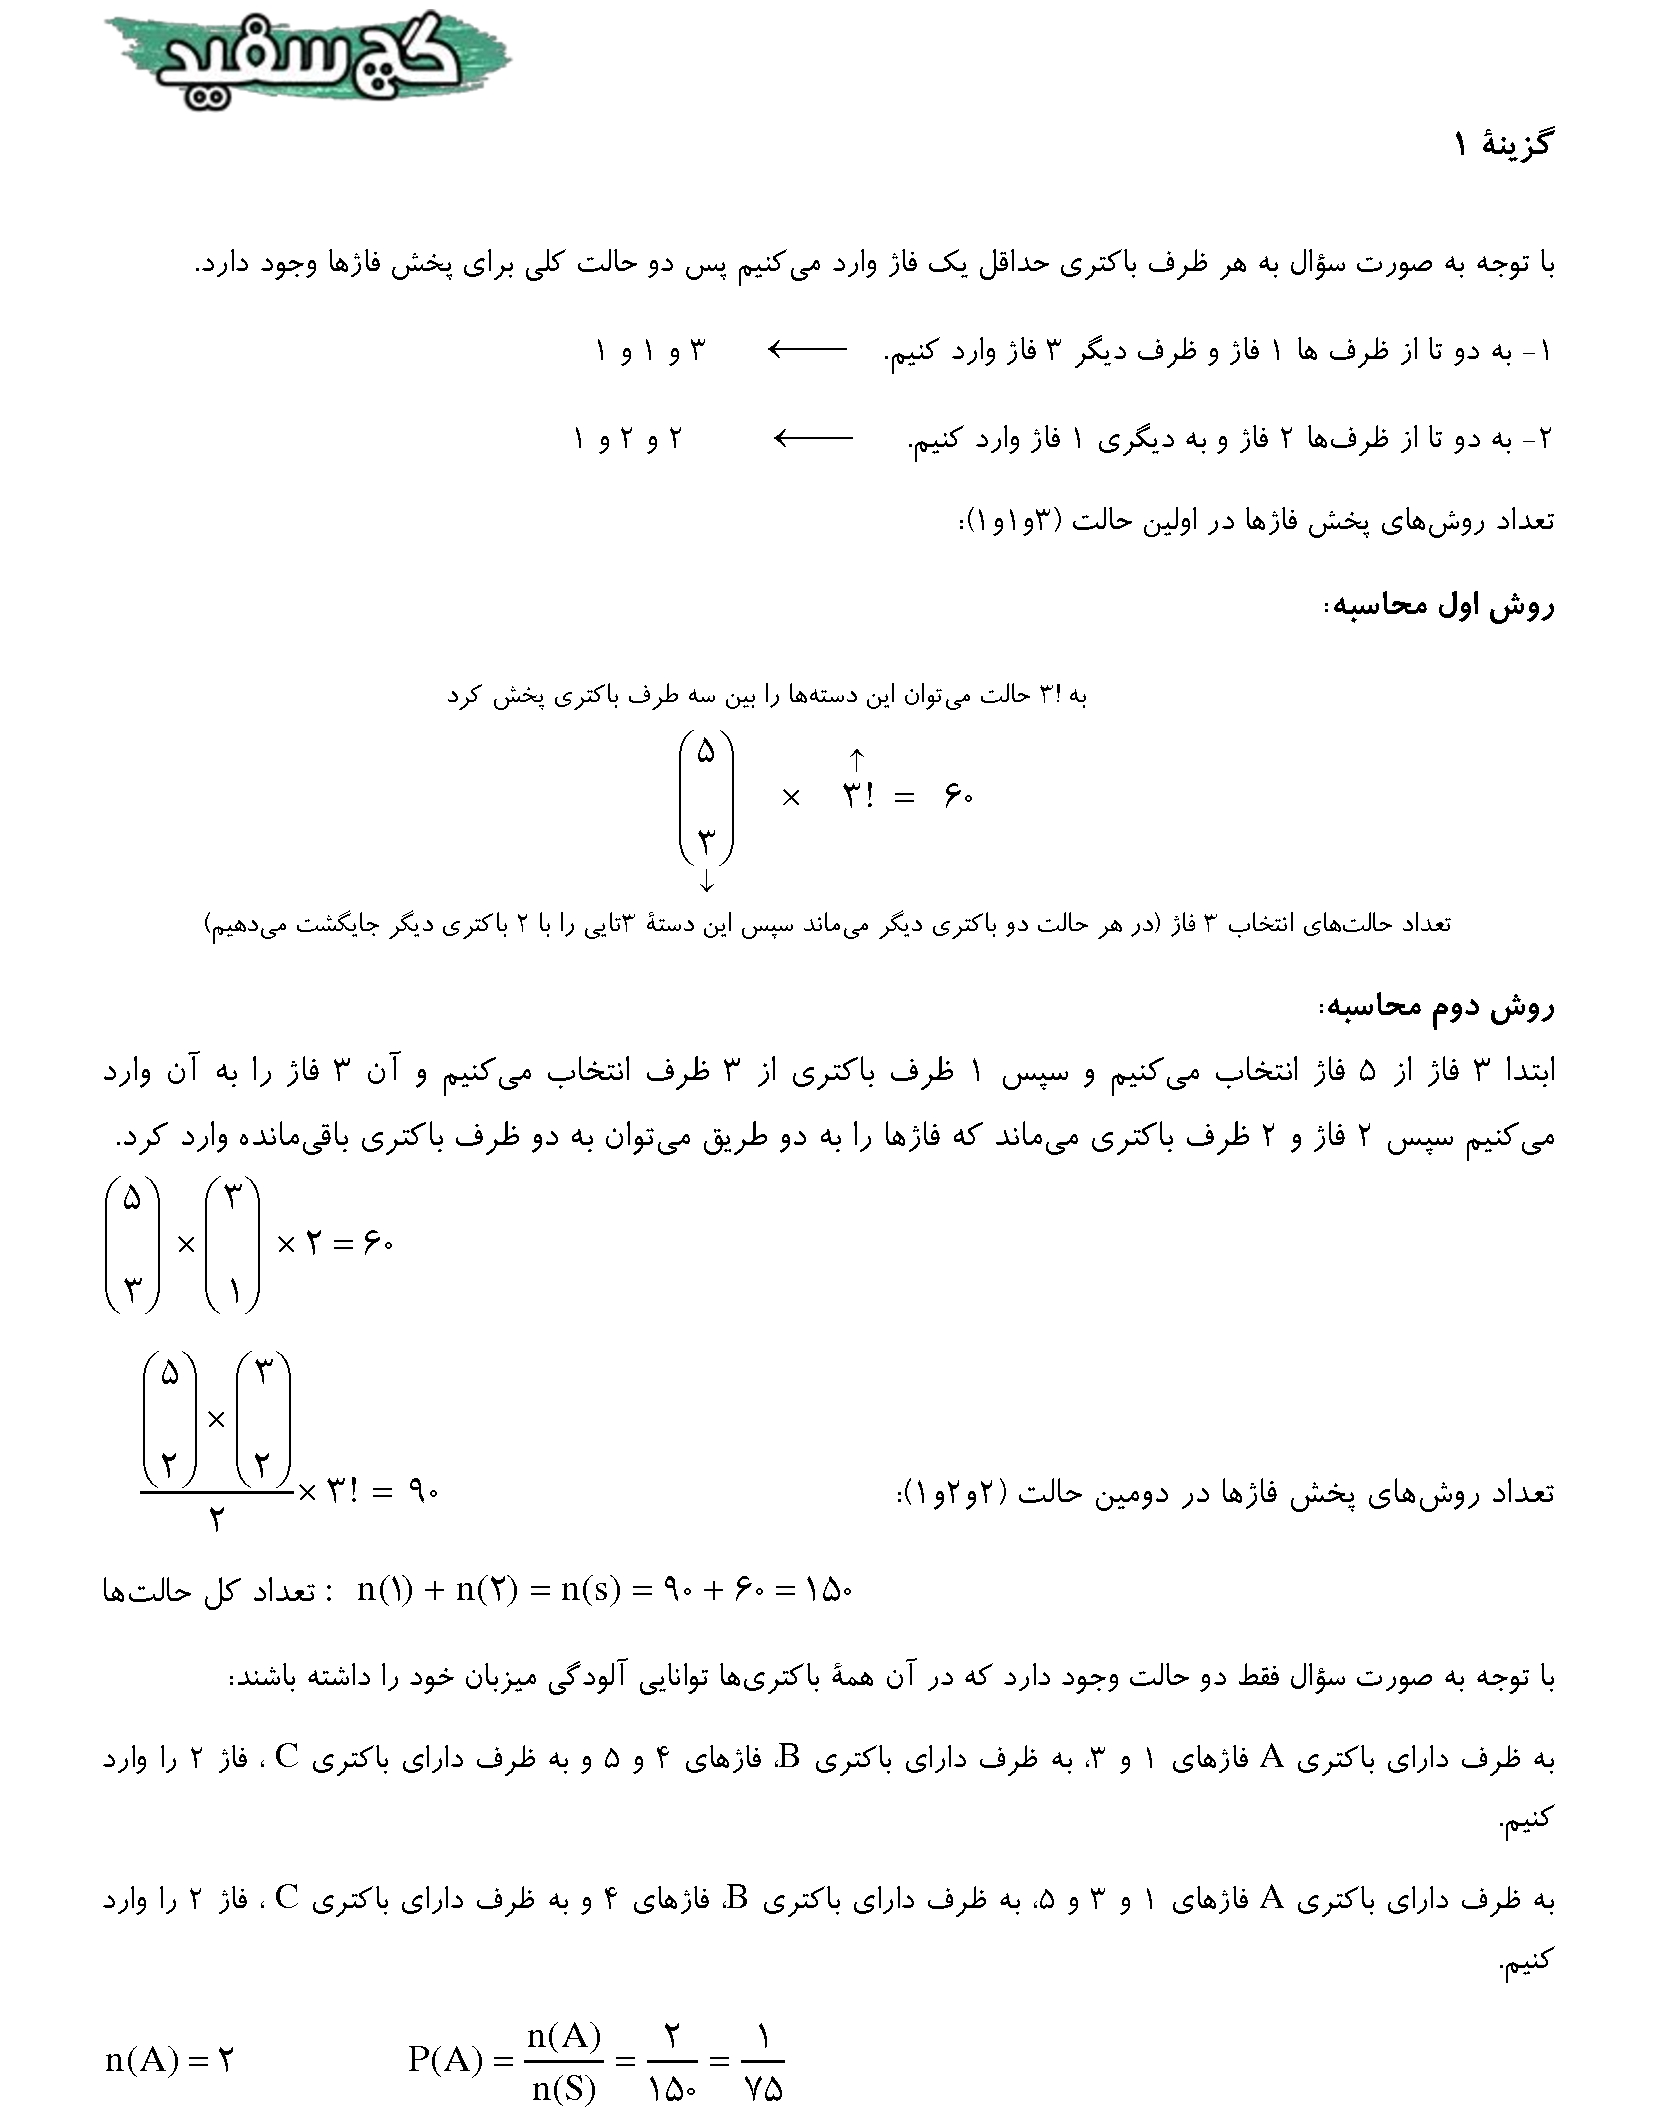 گچ سفید
گزینهٔ ۱
با توجه به صورت سؤال به هر ظرف باکتری حداقل یک فاژ وارد می‌کنیم پس دو حالت کلی برای پخش فاژها وجود دارد.
۱- به دو تا از ظرف ها ۱ فاژ و ظرف دیگر ۳ فاژ وارد کنیم. ⟵ ۳ و ۱ و ۱
۲- به دو تا از ظرف‌ها ۲ فاژ و به دیگری ۱ فاژ وارد کنیم. ⟵ ۲ و ۲ و ۱
تعداد روش‌های پخش فاژها در اولین حالت (۳و۱و۱):
روش اول محاسبه:
به !۳ حالت می‌توان این دسته‌ها را بین سه طرف باکتری پخش کرد
↑
(۵ ۳) × ۳! = ۶۰
↓
تعداد حالت‌های انتخاب ۳ فاژ (در هر حالت دو باکتری دیگر می‌ماند سپس این دستهٔ ۳تایی را با ۲ باکتری دیگر جایگشت می‌دهیم)
روش دوم محاسبه:
ابتدا ۳ فاژ از ۵ فاژ انتخاب می‌کنیم و سپس ۱ ظرف باکتری از ۳ ظرف انتخاب می‌کنیم و آن ۳ فاژ را به آن وارد
می‌کنیم سپس ۲ فاژ و ۲ ظرف باکتری می‌ماند که فاژها را به دو طریق می‌توان به دو ظرف باکتری باقی‌مانده وارد کرد.
(۵ ۳) × (۳ ۱) × ۲ = ۶۰
تعداد روش‌های پخش فاژها در دومین حالت (۲و۲و۱): ((۵ ۲) × (۳ ۲)) / ۲ × ۳! = ۹۰
تعداد کل حالت‌ها : n(۱) + n(۲) = n(s) = ۹۰ + ۶۰ = ۱۵۰
با توجه به صورت سؤال فقط دو حالت وجود دارد که در آن همهٔ باکتری‌ها توانایی آلودگی میزبان خود را داشته باشند:
به ظرف دارای باکتری A فاژهای ۱ و ۳، به ظرف دارای باکتری B، فاژهای ۴ و ۵ و به ظرف دارای باکتری C ، فاژ ۲ را وارد
کنیم.
به ظرف دارای باکتری A فاژهای ۱ و ۳ و ۵، به ظرف دارای باکتری B، فاژهای ۴ و به ظرف دارای باکتری C ، فاژ ۲ را وارد
کنیم.
n(A) = ۲ P(A) = n(A)/n(S) = ۲/۱۵۰ = ۱/۷۵